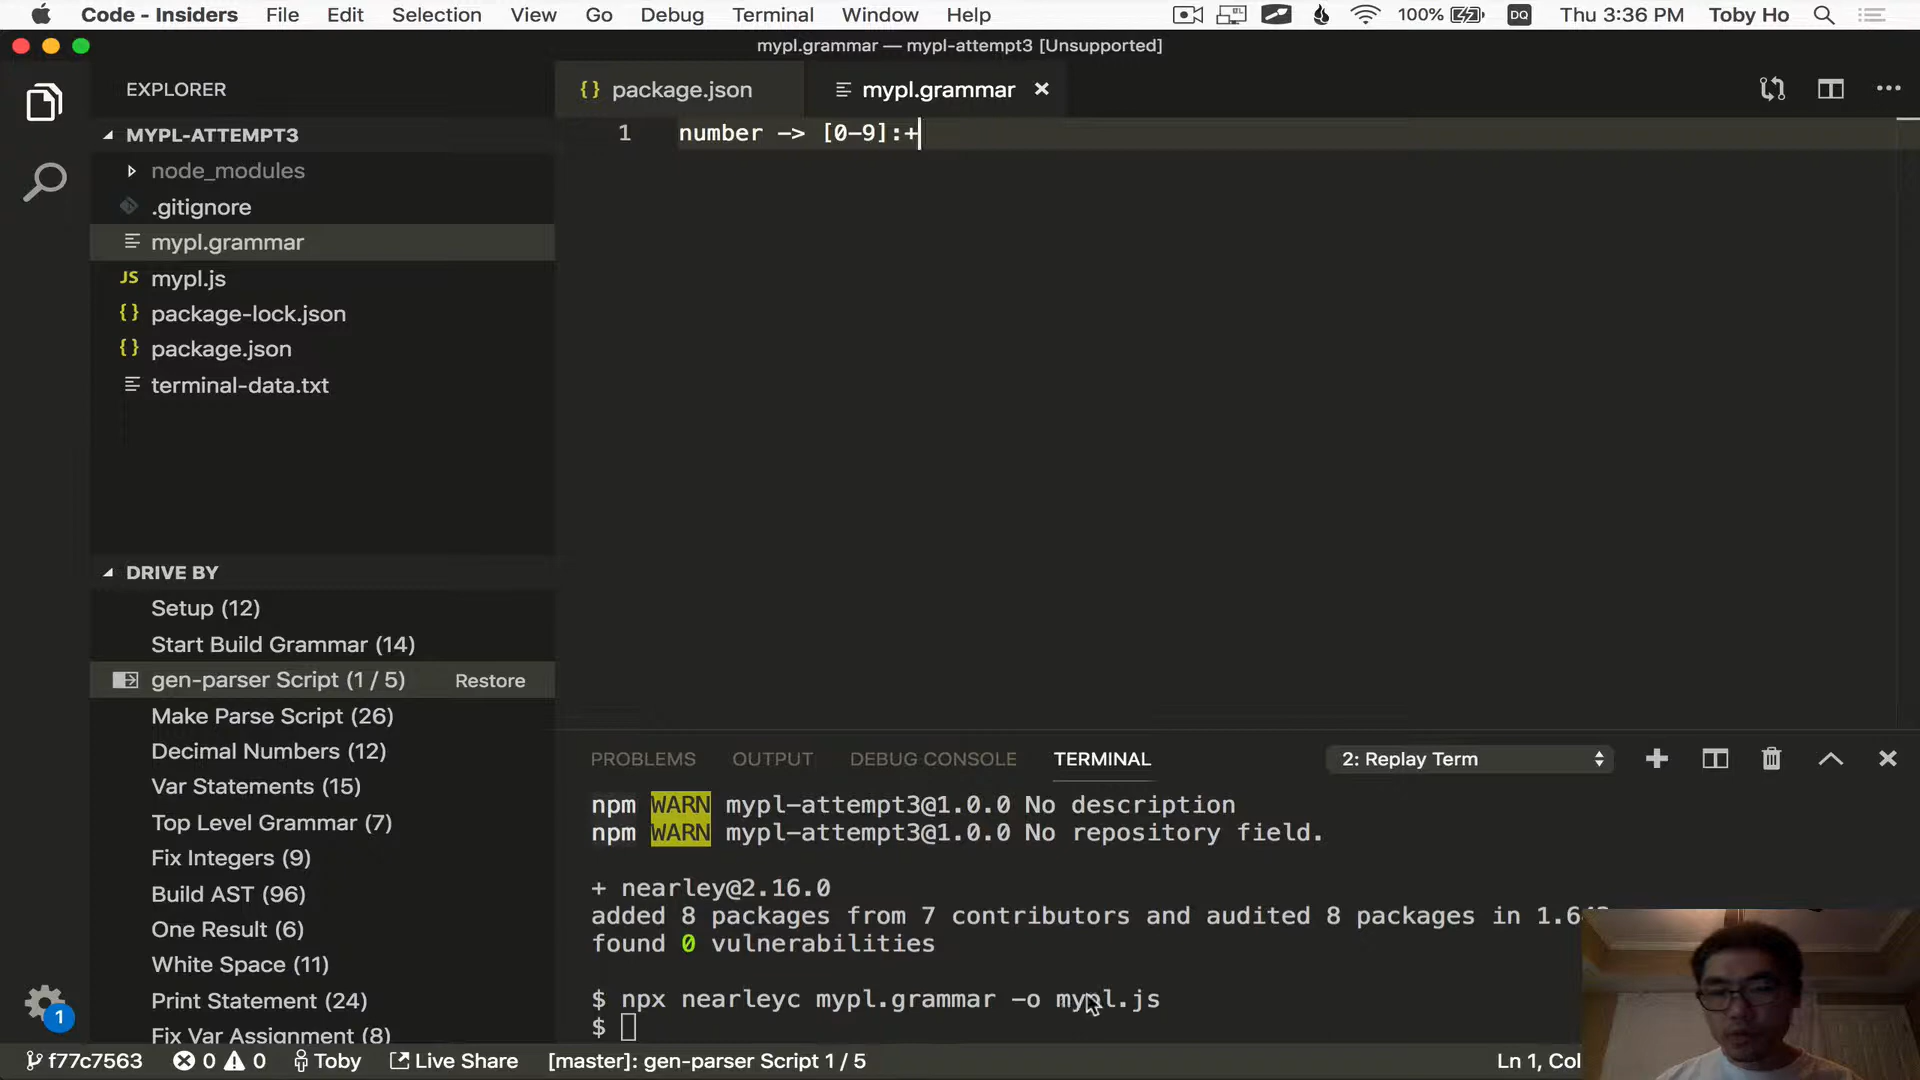 Code - Insiders File Edit Selection View Go Debug Terminal Window Help 100% DQ Thu 3:36 PM Toby Ho
mypl.grammar — mypl-attempt3 [Unsupported]
EXPLORER
{} package.json
mypl.grammar ×
MYPL-ATTEMPT3
node_modules
.gitignore
mypl.grammar
JS mypl.js
{} package-lock.json
{} package.json
terminal-data.txt
1 number -> [0-9]:+
DRIVE BY
Setup (12)
Start Build Grammar (14)
gen-parser Script (1 / 5) Restore
Make Parse Script (26)
Decimal Numbers (12)
Var Statements (15)
Top Level Grammar (7)
Fix Integers (9)
Build AST (96)
One Result (6)
White Space (11)
Print Statement (24)
Fix Var Assignment (8)
1
PROBLEMS OUTPUT DEBUG CONSOLE TERMINAL 2: Replay Term
npm WARN mypl-attempt3@1.0.0 No description
npm WARN mypl-attempt3@1.0.0 No repository field.
+ nearley@2.16.0
added 8 packages from 7 contributors and audited 8 packages in
found 0 vulnerabilities
$ npx nearleyc mypl.grammar -o mypl.js
$
f77c7563 0 0 Toby Live Share [master]: gen-parser Script 1 / 5 Ln 1, Col